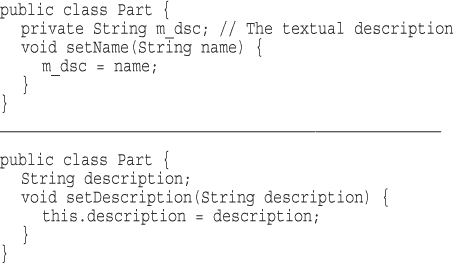 public class Part {
  private String m_dsc; // The textual description
  void setName(String name) {
    m_dsc = name;
  }
}
public class Part {
  String description;
  void setDescription(String description) {
    this.description = description;
  }
}